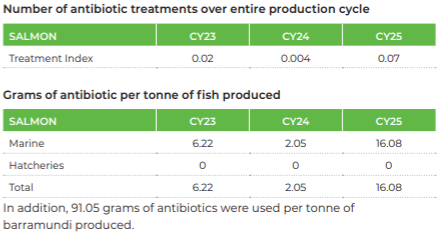 Number of antibiotic treatments over entire production cycle
SALMON CY23 CY24 CY25
Treatment Index 0.02 0.004 0.07
Grams of antibiotic per tonne of fish produced
SALMON CY23 CY24 CY25
Marine 6.22 2.05 16.08
Hatcheries 0 0 0
Total 6.22 2.05 16.08
In addition, 91.05 grams of antibiotics were used per tonne of
barramundi produced.